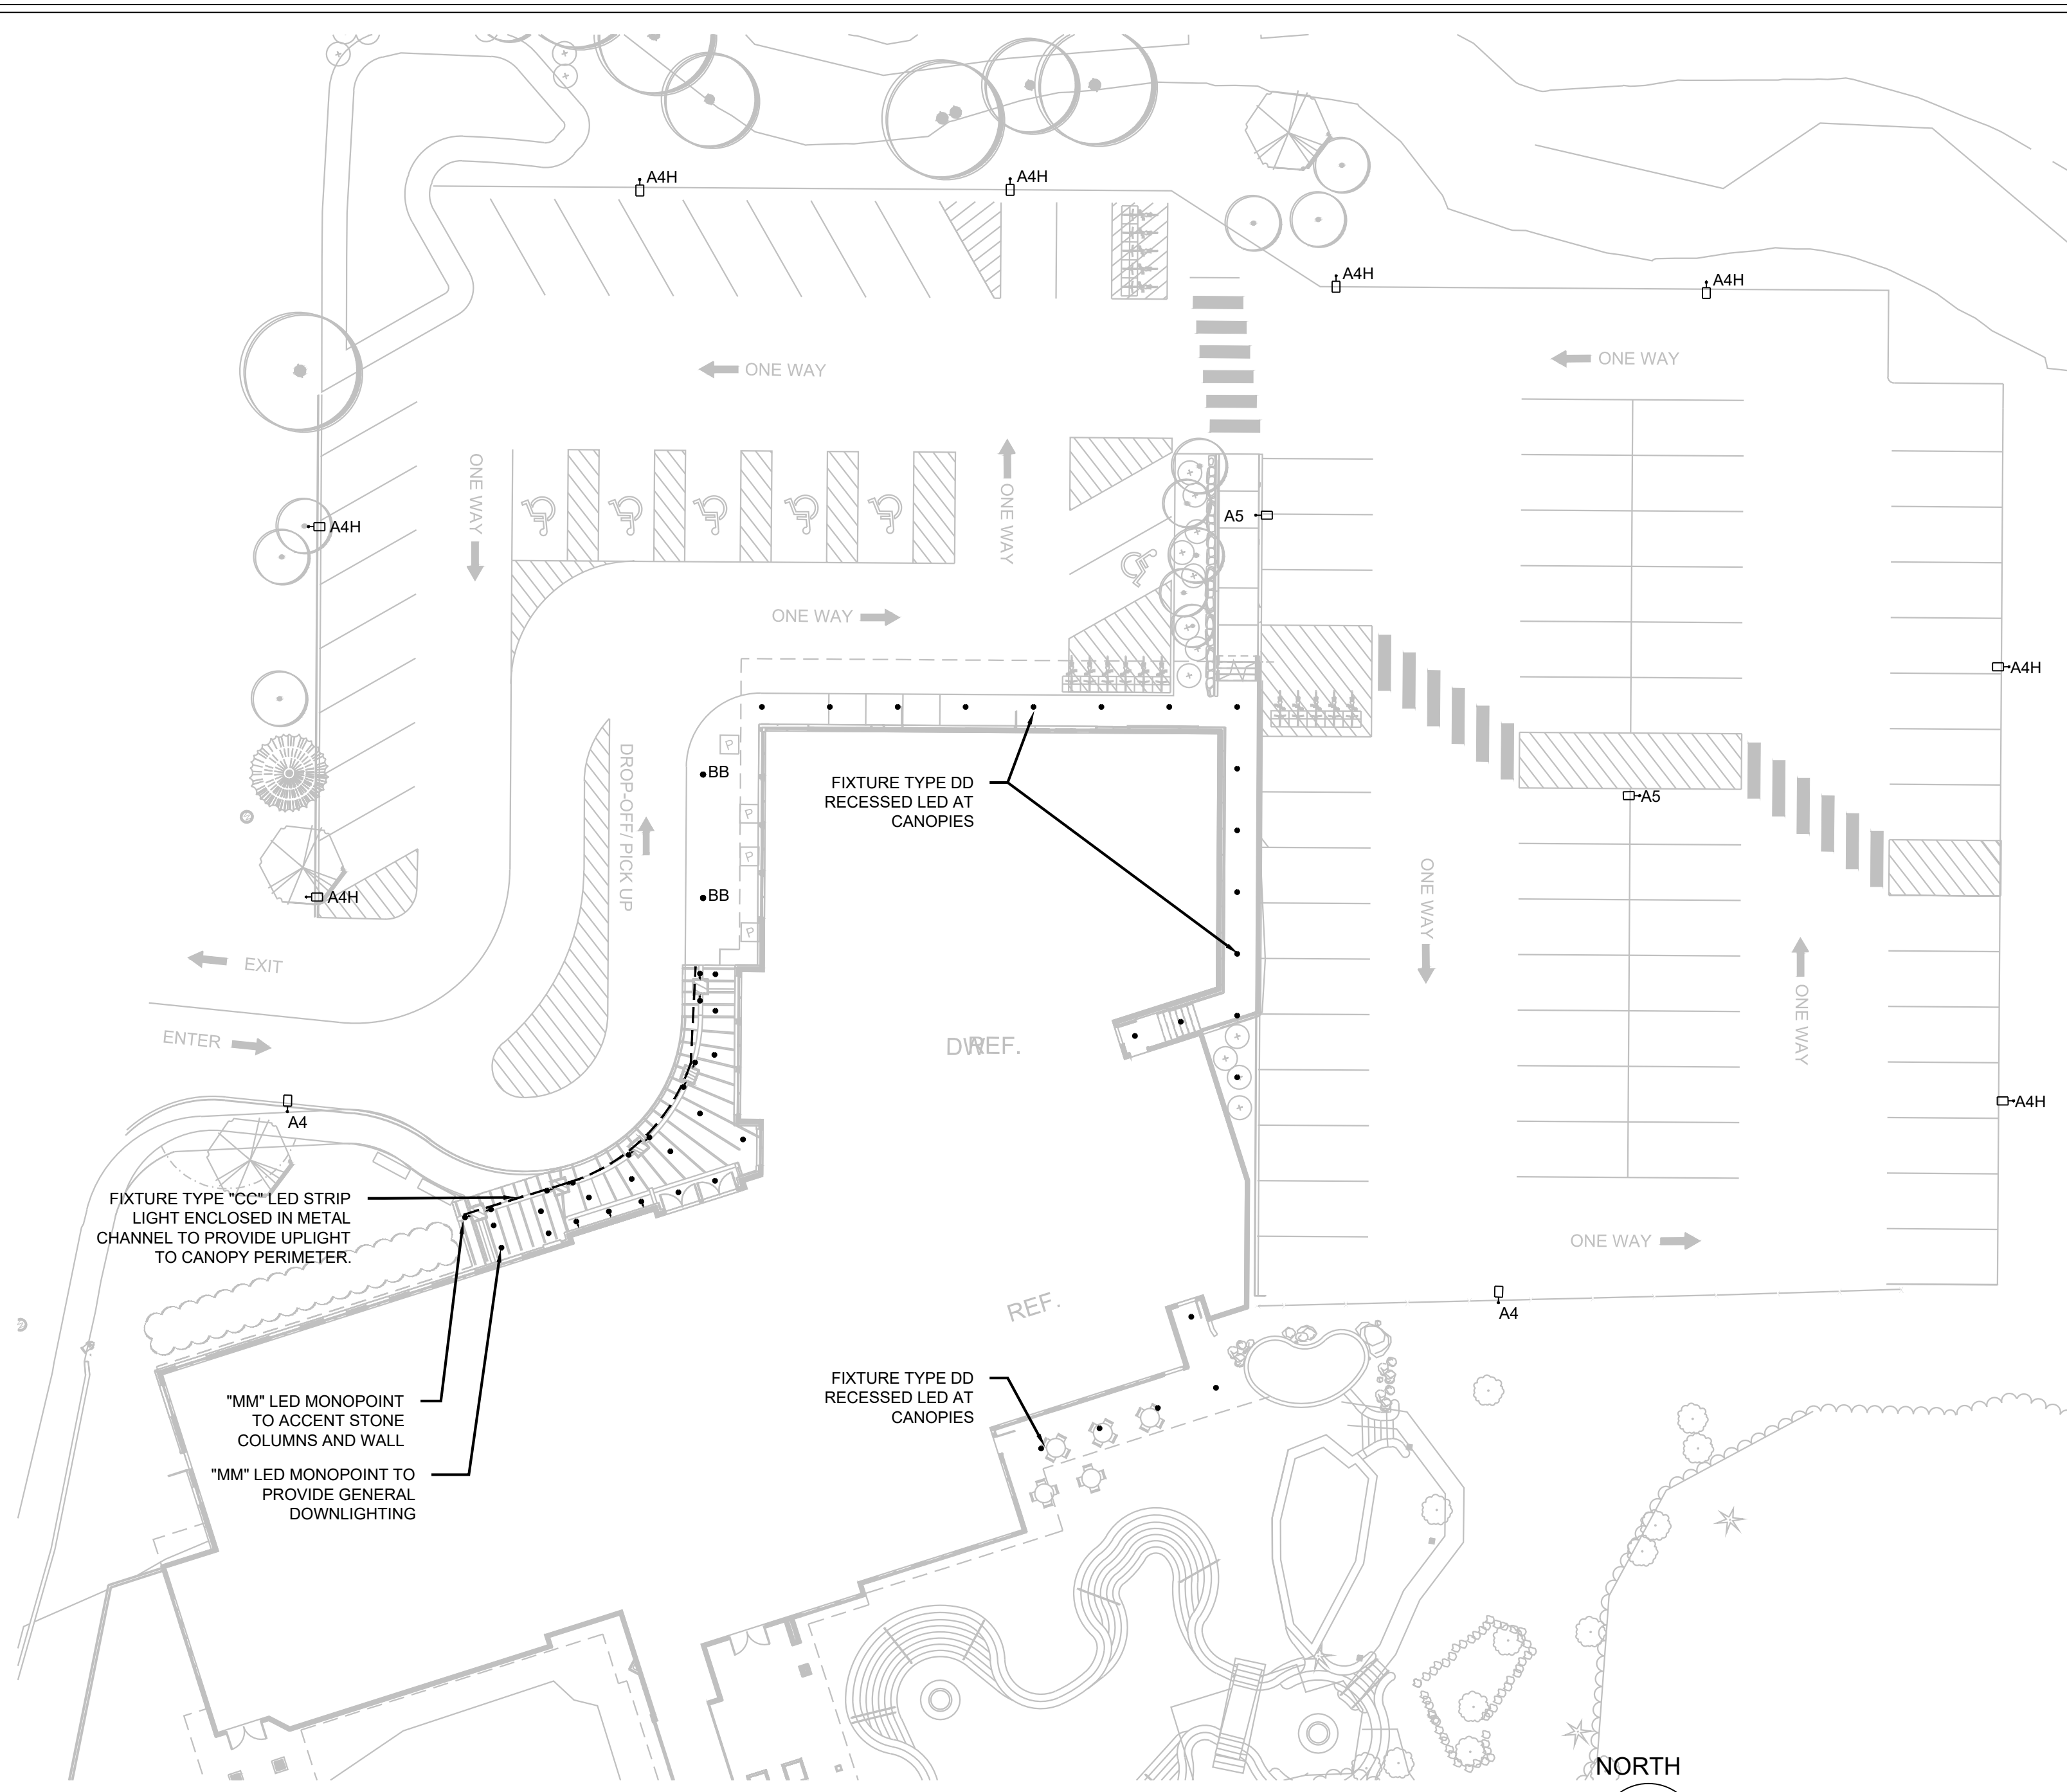 A4H
A4H
A4H
A4H
ONE WAY
ONE WAY
ONE WAY
ONE WAY
A4H
A5
ONE WAY
A4H
P
BB
DROP-OFF/ PICK UP
FIXTURE TYPE DD
RECESSED LED AT
CANOPIES
A5
P
P
BB
A4H
P
ONE WAY
EXIT
ENTER
REF.
ONE WAY
A4
A4H
FIXTURE TYPE "CC" LED STRIP
LIGHT ENCLOSED IN METAL
CHANNEL TO PROVIDE UPLIGHT
TO CANOPY PERIMETER.
ONE WAY
REF.
A4
"MM" LED MONOPOINT
TO ACCENT STONE
COLUMNS AND WALL
FIXTURE TYPE DD
RECESSED LED AT
CANOPIES
"MM" LED MONOPOINT TO
PROVIDE GENERAL
DOWNLIGHTING
NORTH